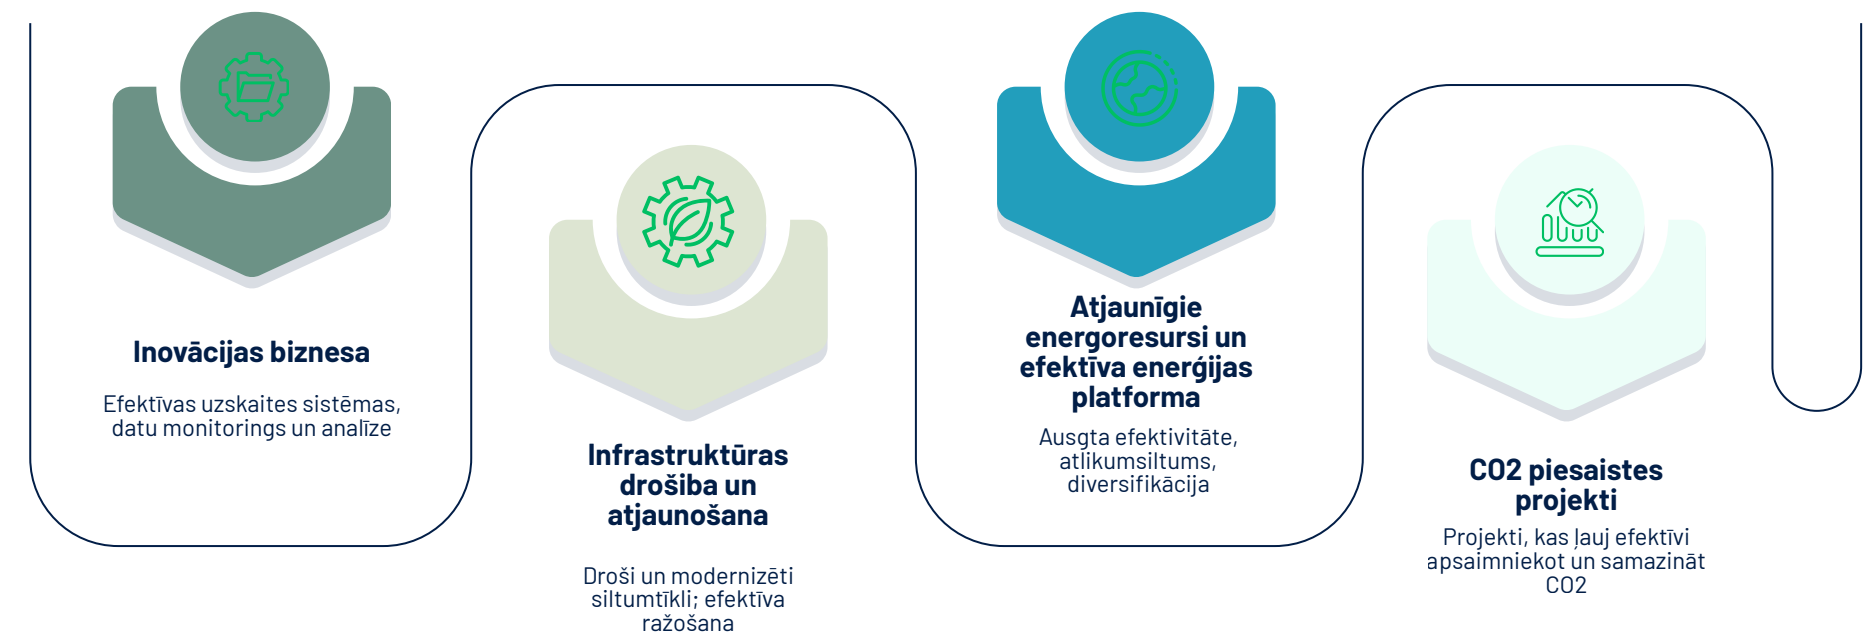 Inovācijas biznesa
Efektīvas uzskaites sistēmas,
datu monitorings un analīze
Infrastruktūras
drošiba un
atjaunošana
Droši un modernizēti
siltumtīkli; efektīva
ražošana
Atjaunīgie
energoresursi un
efektīva enerģijas
platforma
Ausgta efektivitāte,
atlikumsiltums,
diversifikācija
CO2 piesaistes
projekti
Projekti, kas ļauj efektīvi
apsaimniekot un samazināt
CO2